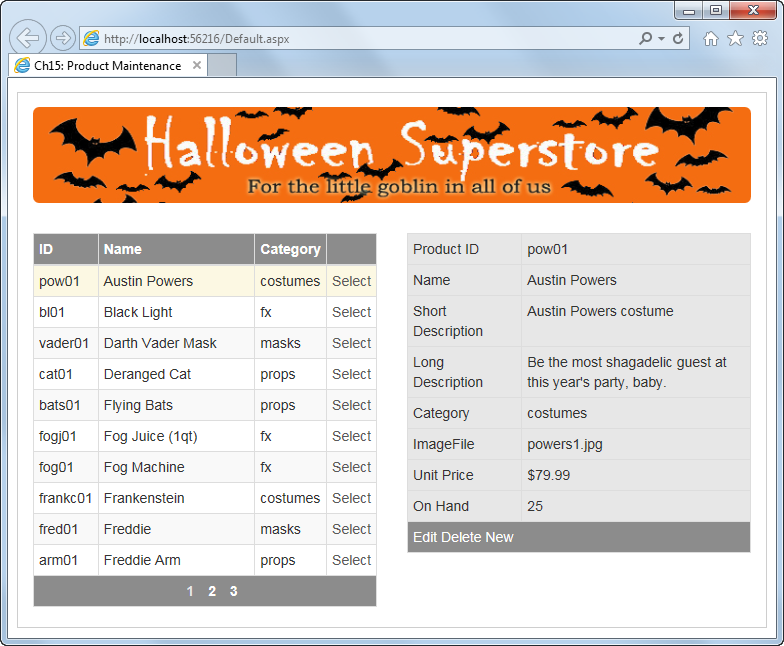 http://localhost:56216/Default.aspx
Ch15: Product Maintenance
Halloween Superstore
For the little goblin in all of us
ID Name Category
pow01 Austin Powers costumes Select
bl01 Black Light fx Select
vader01 Darth Vader Mask masks Select
cat01 Deranged Cat props Select
bats01 Flying Bats props Select
fogj01 Fog Juice (1qt) fx Select
fog01 Fog Machine fx Select
frankc01 Frankenstein costumes Select
fred01 Freddie masks Select
arm01 Freddie Arm props Select
1 2 3
Product ID pow01
Name Austin Powers
Short Description Austin Powers costume
Long Description Be the most shagadelic guest at
this year's party, baby.
Category costumes
ImageFile powers1.jpg
Unit Price $79.99
On Hand 25
Edit Delete New